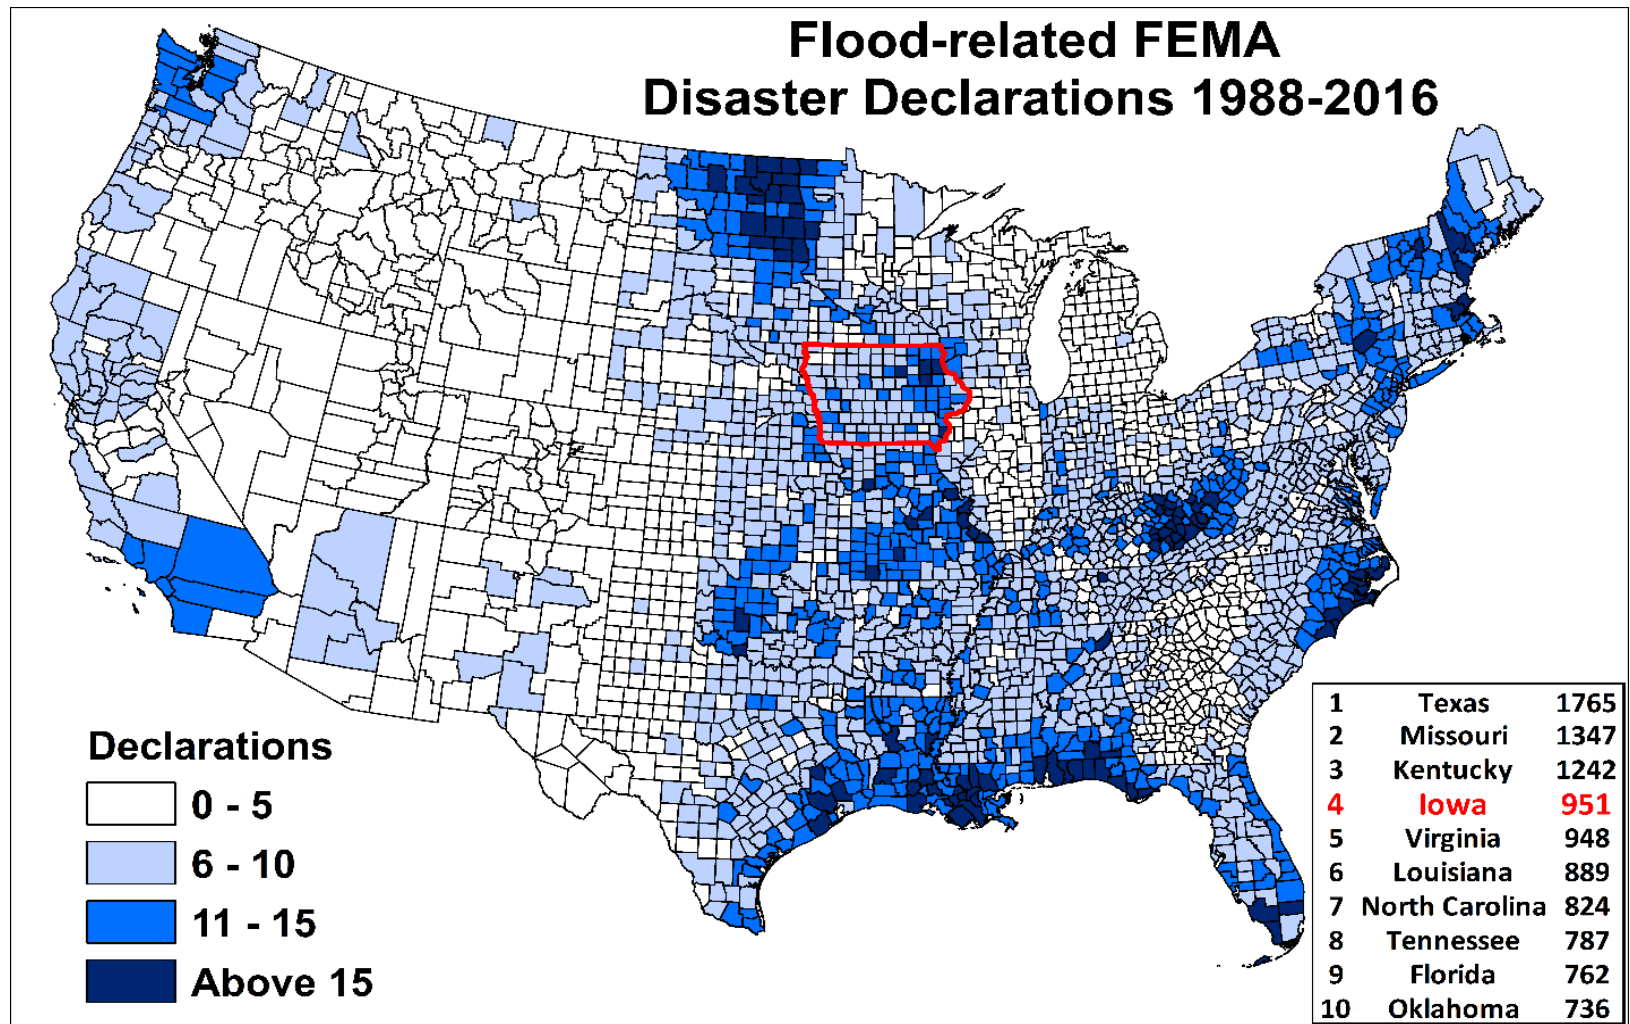 Flood-related FEMA
Disaster Declarations 1988-2016
Declarations
0 - 5
6 - 10
11 - 15
Above 15
1 Texas 1765
2 Missouri 1347
3 Kentucky 1242
4 Iowa 951
5 Virginia 948
6 Louisiana 889
7 North Carolina 824
8 Tennessee 787
9 Florida 762
10 Oklahoma 736